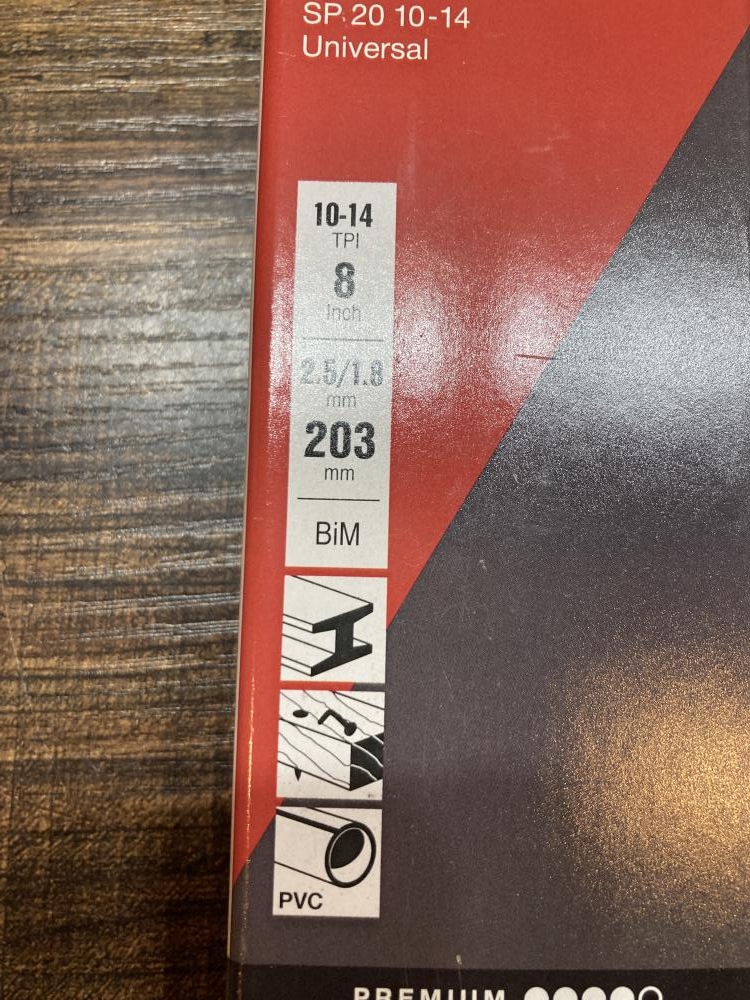 SP 20 10-14
Universal
10-14
TPI
8
Inch
2.5/1.8
mm
203
mm
BiM
PVC
PREMIUM